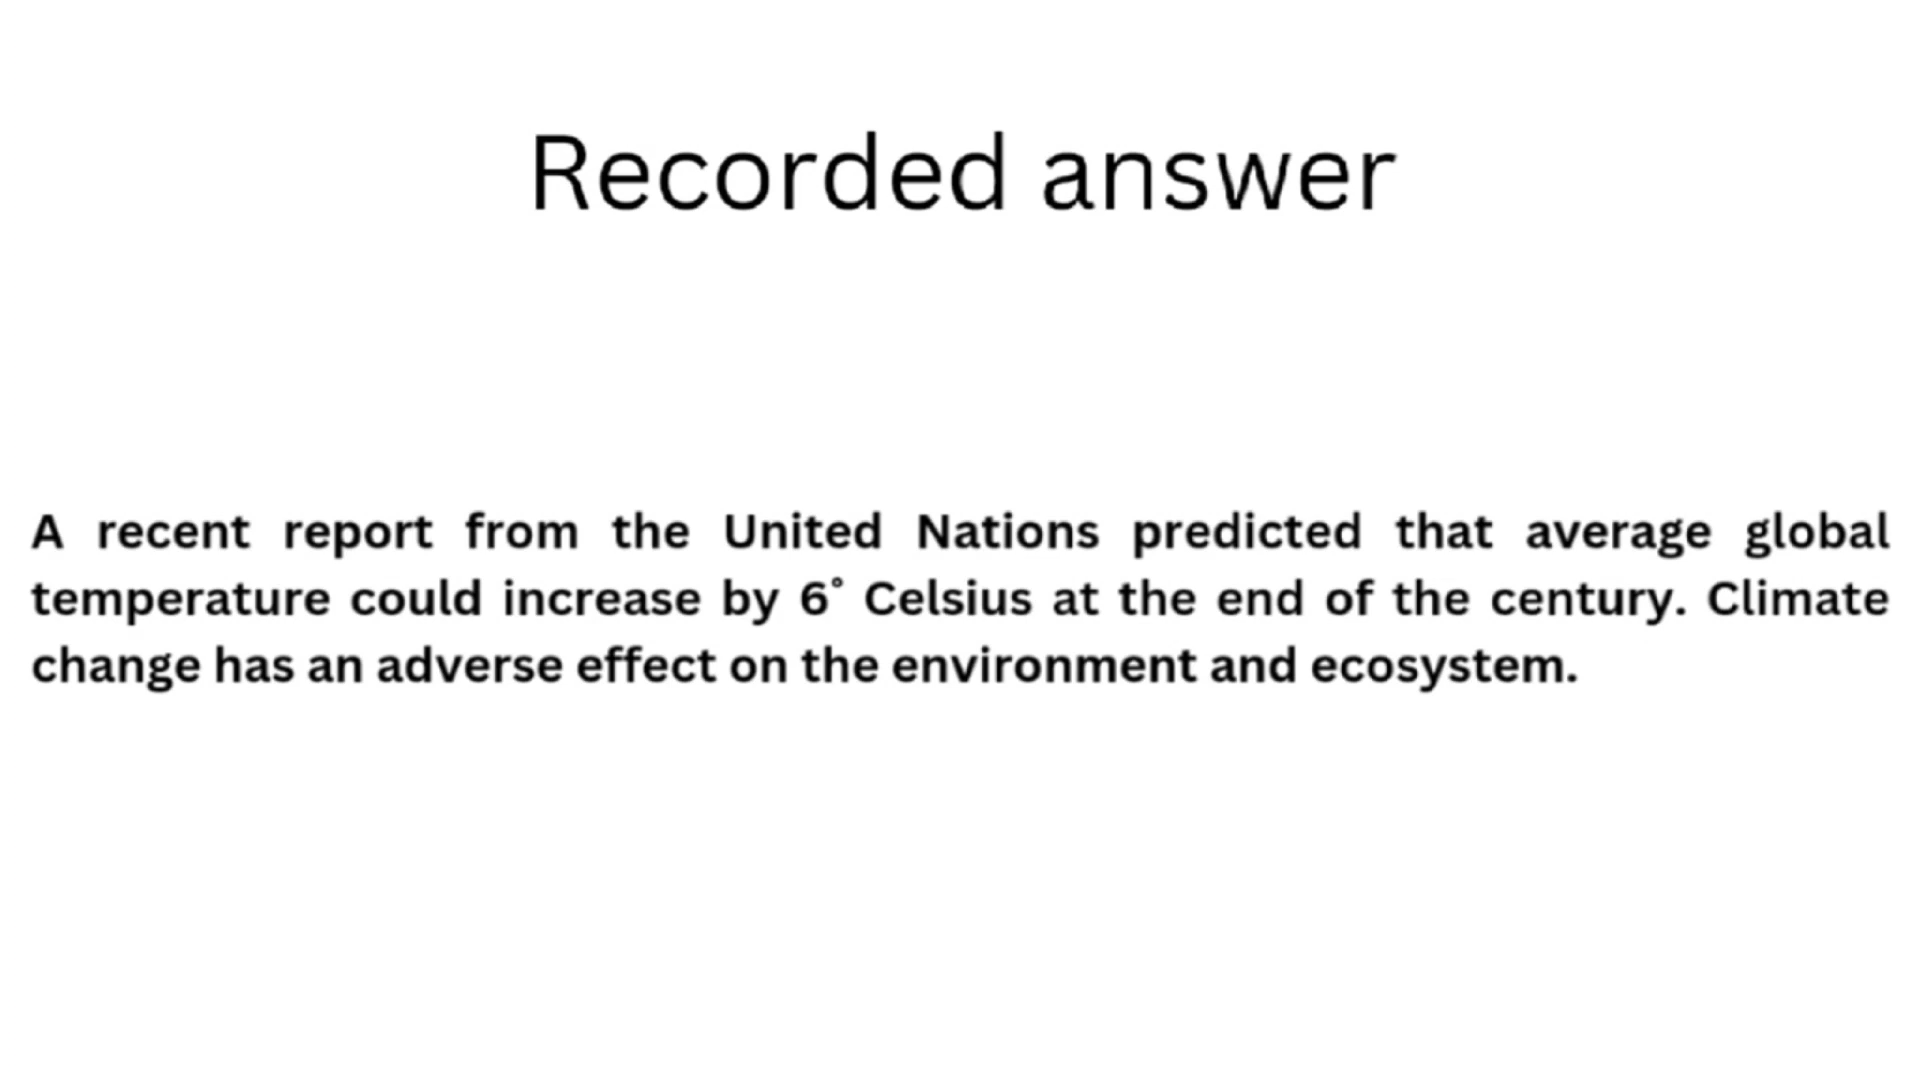 Recorded answer
A recent report from the United Nations predicted that average global
temperature could increase by 6˚ Celsius at the end of the century. Climate
change has an adverse effect on the environment and ecosystem.